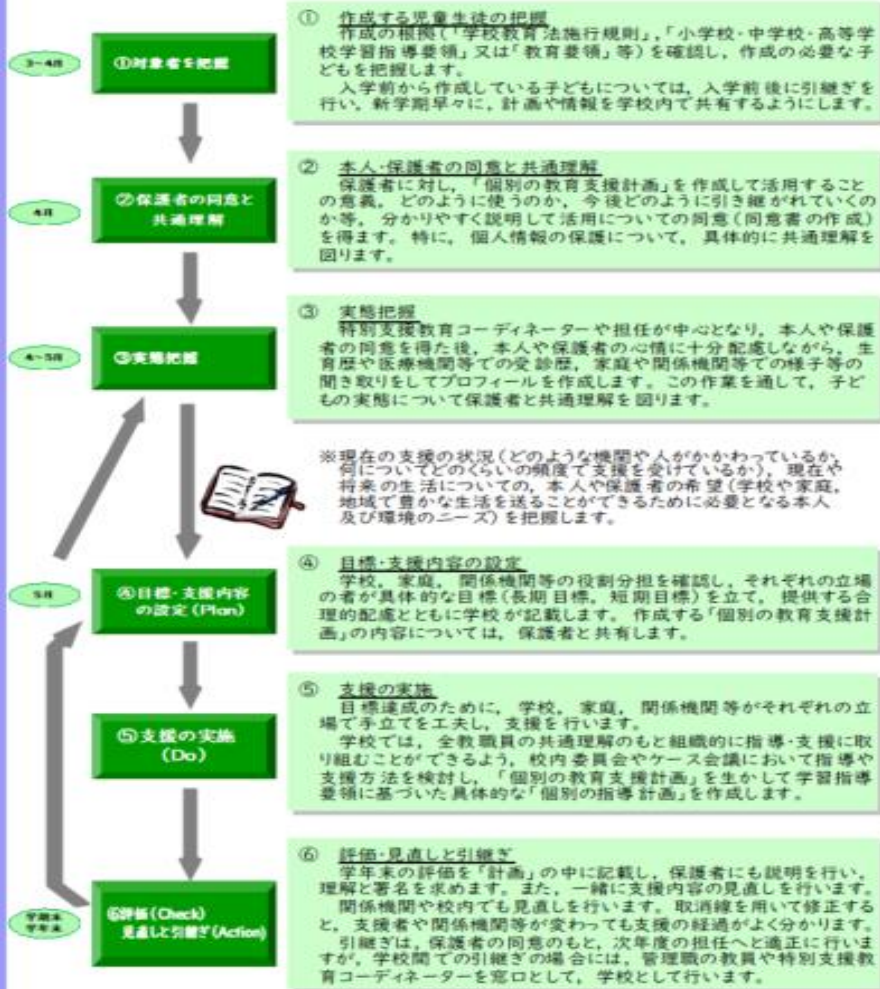 3~4月
①対象者を把握
① 作成する児童生徒の把握
作成の根拠(「学校教育法施行規則」,「小学校・中学校・高等学
校学習指導要領」又は「教育要領」等)を確認し,作成の必要な子
どもを把握します。
入学前から作成している子どもについては,入学前後に引継ぎを
行い,新学期早々に,計画や情報を学校内で共有するようにします。
4月
②保護者の同意と
共通理解
② 本人・保護者の同意と共通理解
保護者に対し,「個別の教育支援計画」を作成して活用すること
の意義,どのように使うのか,今後どのように引き継がれていくの
か等,分かりやすく説明して活用についての同意(同意書の作成)
を得ます。特に,個人情報の保護について,具体的に共通理解を
図ります。
4~5月
③実態把握
③ 実態把握
特別支援教育コーディネーターや担任が中心となり,本人や保護
者の同意を得た後,本人や保護者の心情に十分配慮しながら,生
育歴や医療機関等での受診歴,家庭や関係機関等での様子等の
聞き取りをしてプロフィールを作成します。この作業を通して,子ど
もの実態について保護者と共通理解を図ります。
※現在の支援の状況(どのような機関や人がかかわっているか,
何についてどのくらいの頻度で支援を受けているか),現在や
将来の生活についての,本人や保護者の希望(学校や家庭,
地域で豊かな生活を送ることができるために必要となる本人
及び環境のニーズ)を把握します。
5月
④目標・支援内容
の設定(Plan)
④ 目標・支援内容の設定
学校,家庭,関係機関等の役割分担を確認し,それぞれの立場
の者が具体的な目標(長期目標,短期目標)を立て,提供する合
理的配慮とともに学校が記載します。作成する「個別の教育支援計
画」の内容については,保護者と共有します。
⑤支援の実施
(Do)
⑤ 支援の実施
目標達成のために,学校,家庭,関係機関等がそれぞれの立
場で手立てを工夫し,支援を行います。
学校では,全教職員の共通理解のもと組織的に指導・支援に取
り組むことができるよう,校内委員会やケース会議において指導や
支援方法を検討し,「個別の教育支援計画」を生かして学習指導
要領に基づいた具体的な「個別の指導計画」を作成します。
学期末
学年末
⑥評価(Check)
見直しと引継ぎ(Action)
⑥ 評価・見直しと引継ぎ
学年末の評価を「計画」の中に記載し,保護者にも説明を行い,
理解と署名を求めます。また,一緒に支援内容の見直しを行います。
関係機関や校内でも見直しを行います。取消線を用いて修正する
と,支援者や関係機関等が変わっても支援の経過がよく分かります。
引継ぎは,保護者の同意のもと,次年度の担任へと適正に行いま
すが,学校間での引継ぎの場合には,管理職の教員や特別支援教
育コーディネーターを窓口として,学校として行います。